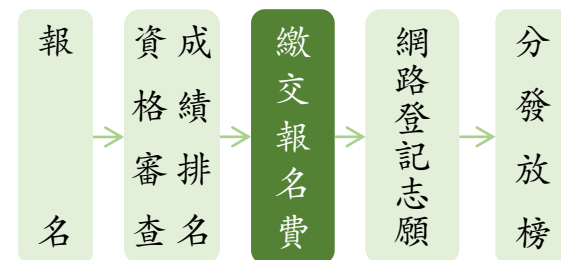 報名
資格審查
成績排名
繳交報名費
網路登記志願
分發放榜